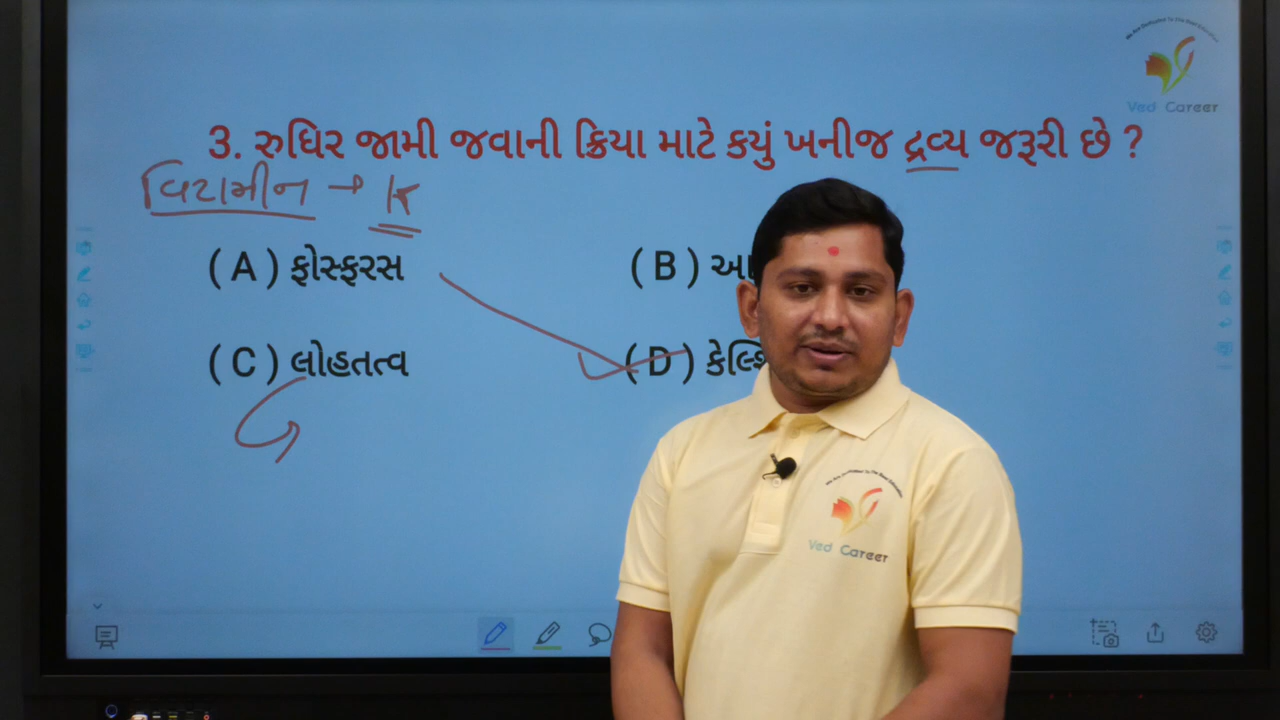 Ved Career
3. રુધિર જામી જવાની ક્રિયા માટે કયું ખનીજ દ્રવ્ય જરૂરી છે ?
વિટામીન → K
( A ) ફોસ્ફરસ
( B )
( C ) લોહતત્વ
( D )
Ved Career